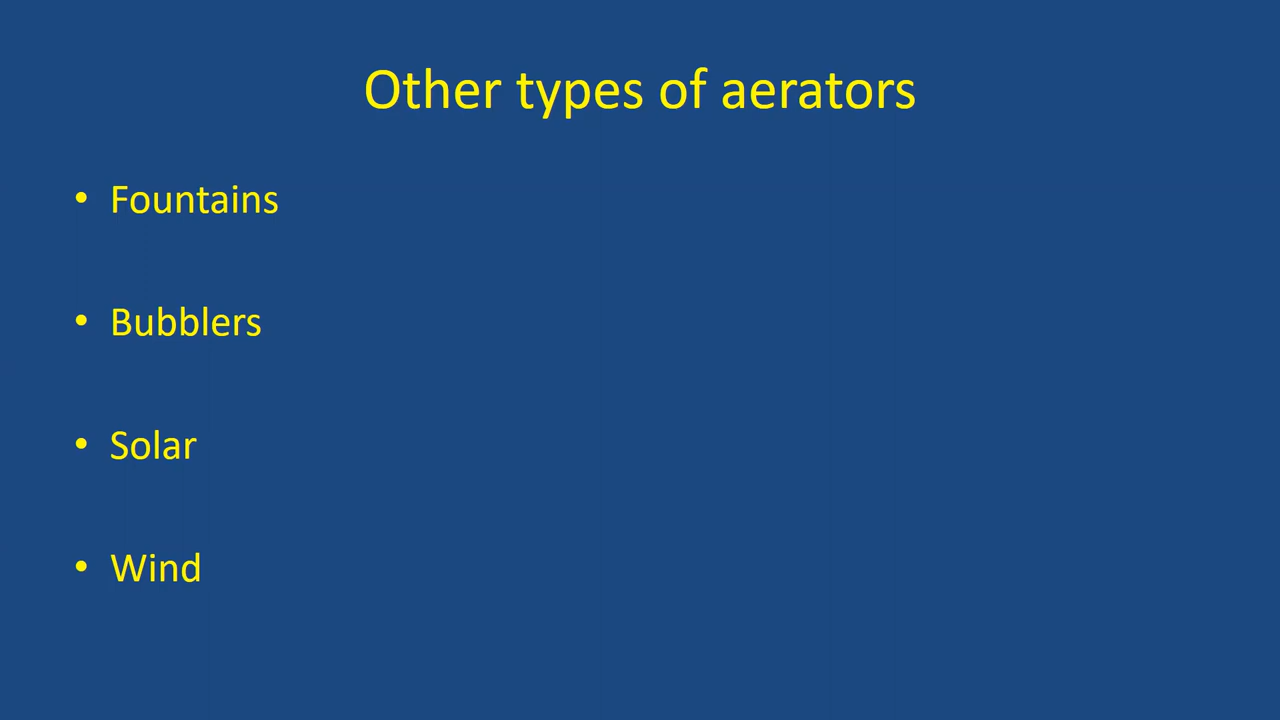 Other types of aerators
• Fountains
• Bubblers
• Solar
• Wind